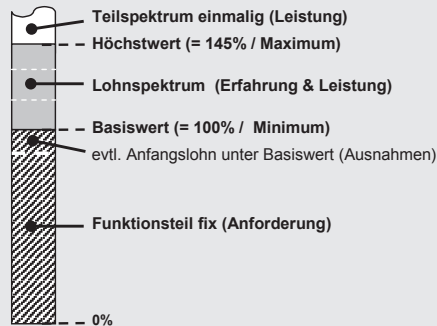 Teilspektrum einmalig (Leistung)
Höchstwert (= 145% / Maximum)
Lohnspektrum (Erfahrung & Leistung)
Basiswert (= 100% / Minimum)
evtl. Anfangslohn unter Basiswert (Ausnahmen)
Funktionsteil fix (Anforderung)
0%